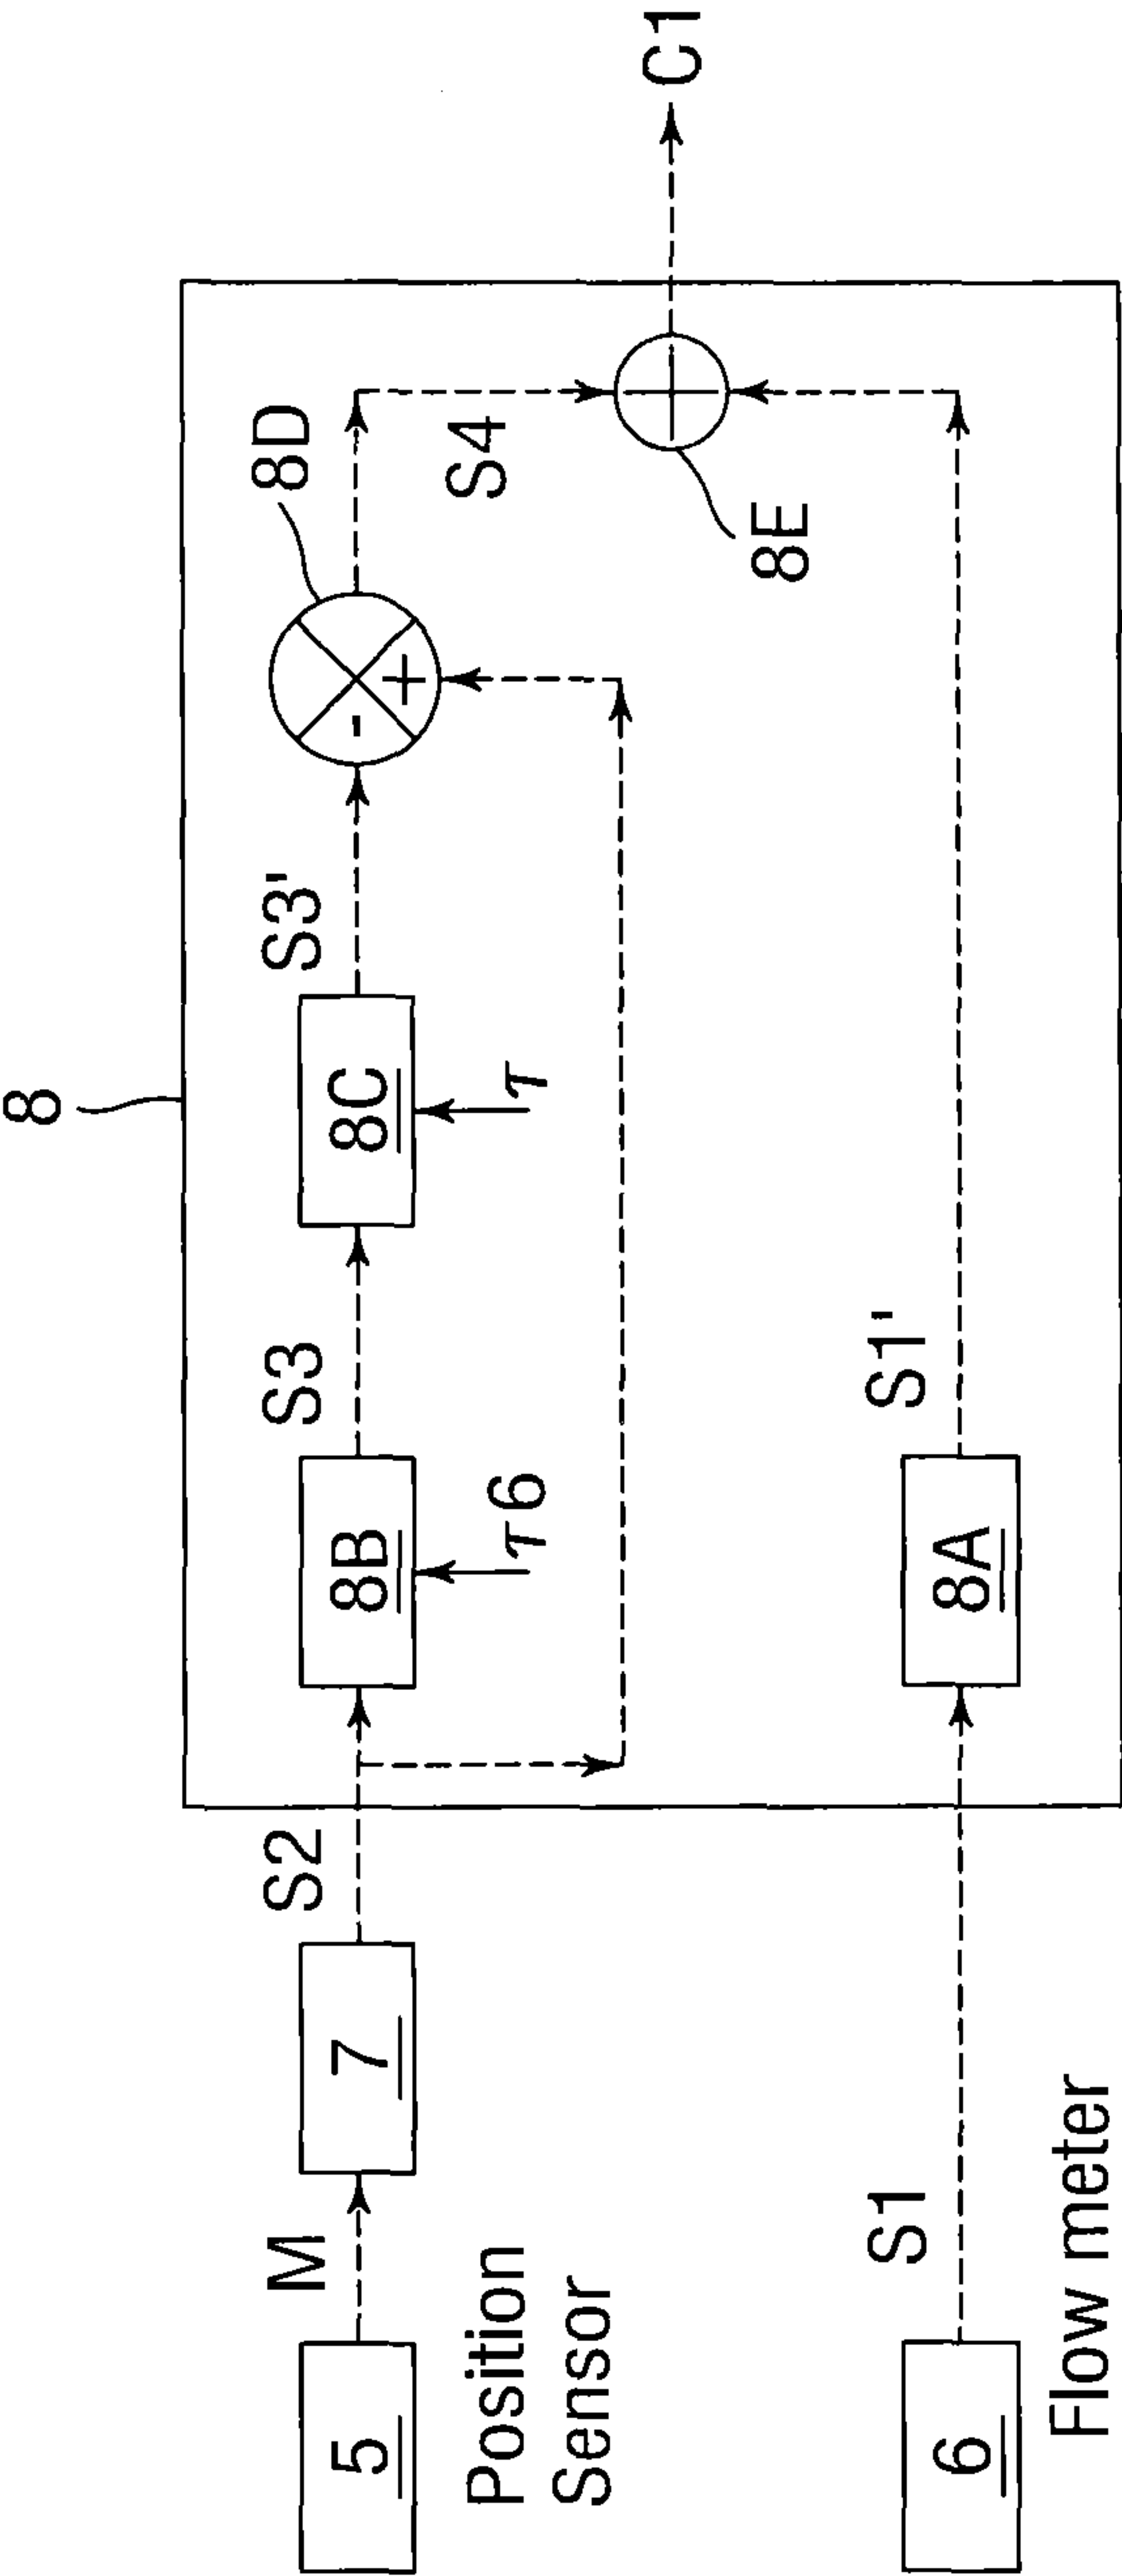 8
8D
S3'
S3
S2
M
5
Position
Sensor
7
8B
τ6
8C
τ
-
+
S4
8E
C1
S1'
8A
S1
6
Flow meter